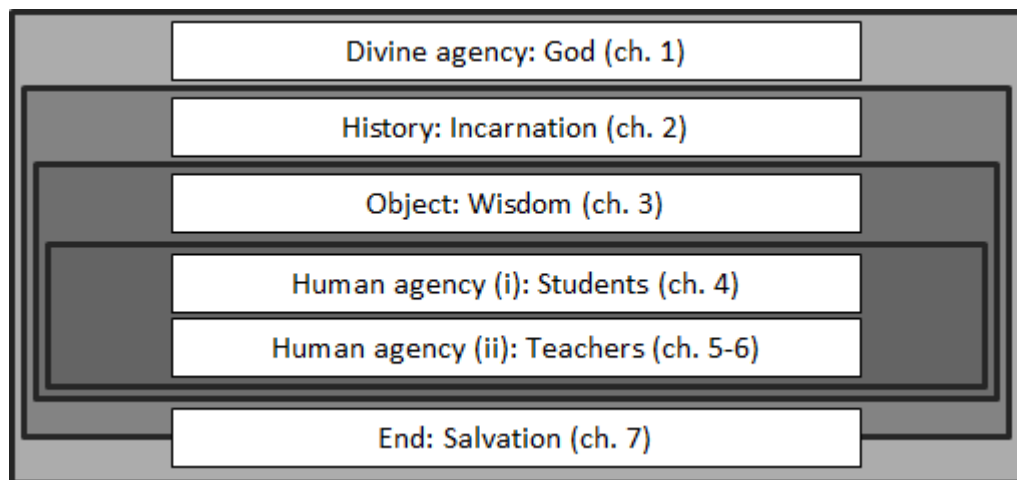 Divine agency: God (ch. 1)
History: Incarnation (ch. 2)
Object: Wisdom (ch. 3)
Human agency (i): Students (ch. 4)
Human agency (ii): Teachers (ch. 5-6)
End: Salvation (ch. 7)